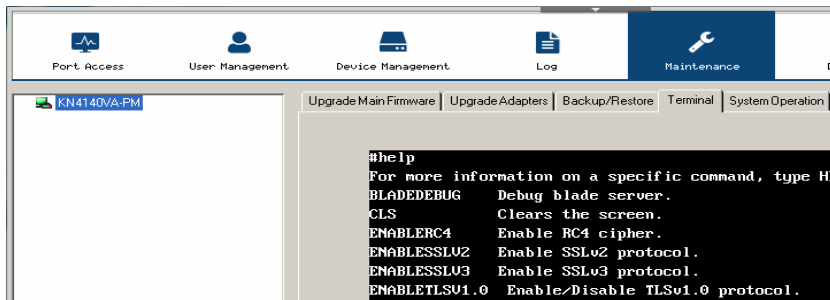 Port Access User Management Device Management Log Maintenance
KN4140VA-PM
Upgrade Main Firmware Upgrade Adapters Backup/Restore Terminal System Operation
#help
For more information on a specific command, type H
BLADEDEBUG Debug blade server.
CLS Clears the screen.
ENABLERC4 Enable RC4 cipher.
ENABLESSLV2 Enable SSLv2 protocol.
ENABLESSLV3 Enable SSLv3 protocol.
ENABLETLSV1.0 Enable/Disable TLSv1.0 protocol.